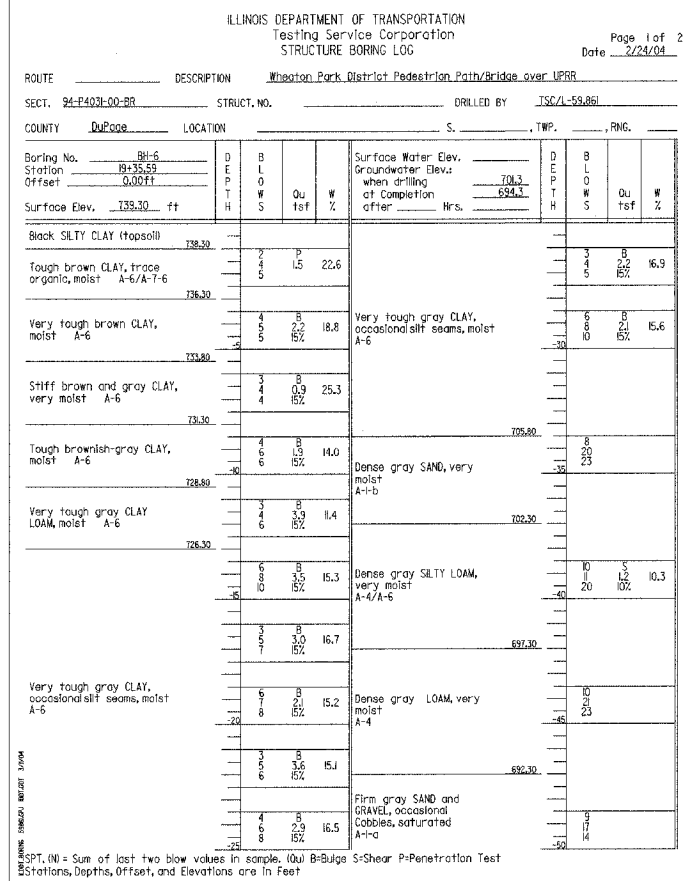 ILLINOIS DEPARTMENT OF TRANSPORTATION
Testing Service Corporation
STRUCTURE BORING LOG
Page 1 of 2
Date 2/24/04
ROUTE DESCRIPTION Wheaton Park District Pedestrian Path/Bridge over UPRR
SECT. 94-P4031-00-BR STRUCT. NO. DRILLED BY TSC/L-59,861
COUNTY DuPage LOCATION S. , TWP. , RNG.
Boring No. BH-6
Station 19+35.59
Offset 0.00ft
Surface Elev. 739.30 ft
DEPTH
BLOWS
Qu tsf
W %
Surface Water Elev.
Groundwater Elev.:
when drilling 701.3
at Completion 694.3
after Hrs.
DEPTH
BLOWS
Qu tsf
W %
Black SILTY CLAY (topsoil)
738.30
Tough brown CLAY, trace
organic, moist A-6/A-7-6
2 P
4 1.5 22.6
5
736.30
Very tough brown CLAY,
moist A-6
4 B
5 2.2 18.8
5 15%
-5
733.80
Stiff brown and gray CLAY,
very moist A-6
3 B
4 0.9 25.3
4 15%
731.30
Tough brownish-gray CLAY,
moist A-6
4 B
6 1.9 14.0
6 15%
-10
728.80
Very tough gray CLAY
LOAM, moist A-6
3 B
4 3.9 11.4
6 15%
726.30
6 B
8 3.5 15.3
10 15%
-15
3 B
5 3.0 16.7
7 15%
Very tough gray CLAY,
occasional silt seams, moist
A-6
6 B
7 2.1 15.2
8 15%
-20
3 B
5 3.6 15.1
6 15%
4 B
6 2.9 16.5
8 15%
-25
3 B
4 2.2 16.9
5 15%
Very tough gray CLAY,
occasional silt seams, moist
A-6
6 B
8 2.1 15.6
10 15%
-30
705.80
Dense gray SAND, very
moist
A-1-b
8
20
23
-35
702.30
Dense gray SILTY LOAM,
very moist
A-4/A-6
10 S
11 1.2 10.3
20 10%
-40
697.30
Dense gray LOAM, very
moist
A-4
10
21
23
-45
692.30
Firm gray SAND and
GRAVEL, occasional
Cobbles, saturated
A-1-a
9
17
14
-50
SPT. (N) = Sum of last two blow values in sample. (Qu) B=Bulge S=Shear P=Penetration Test
Stations, Depths, Offset, and Elevations are in Feet